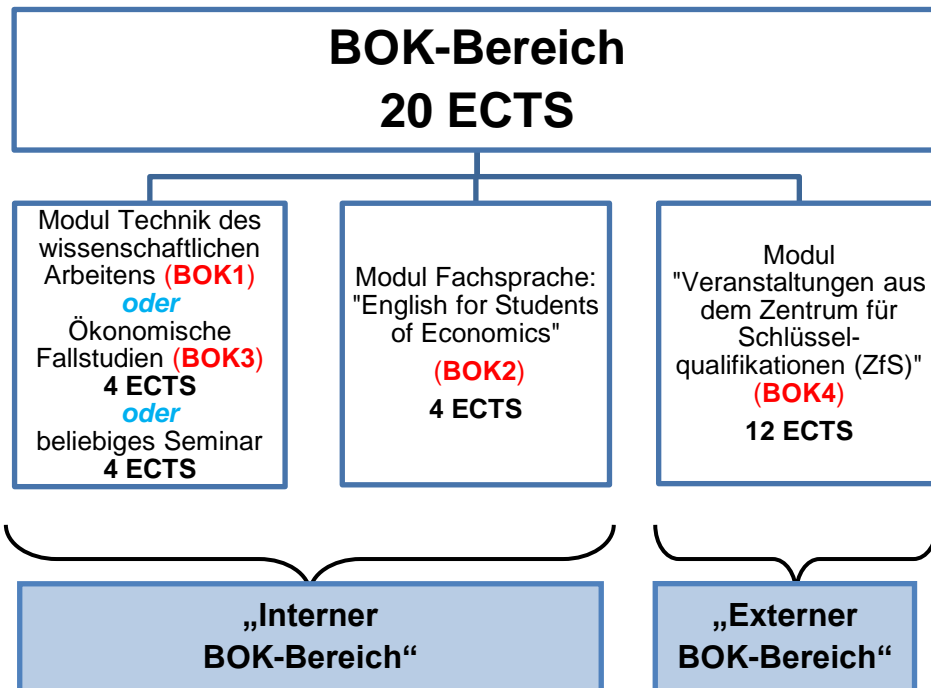 BOK-Bereich
20 ECTS
Modul Technik des
wissenschaftlichen
Arbeitens (BOK1)
oder
Ökonomische
Fallstudien (BOK3)
4 ECTS
oder
beliebiges Seminar
4 ECTS
Modul Fachsprache:
"English for Students
of Economics"
(BOK2)
4 ECTS
Modul
"Veranstaltungen aus
dem Zentrum für
Schlüssel-
qualifikationen (ZfS)"
(BOK4)
12 ECTS
„Interner
BOK-Bereich“
„Externer
BOK-Bereich“